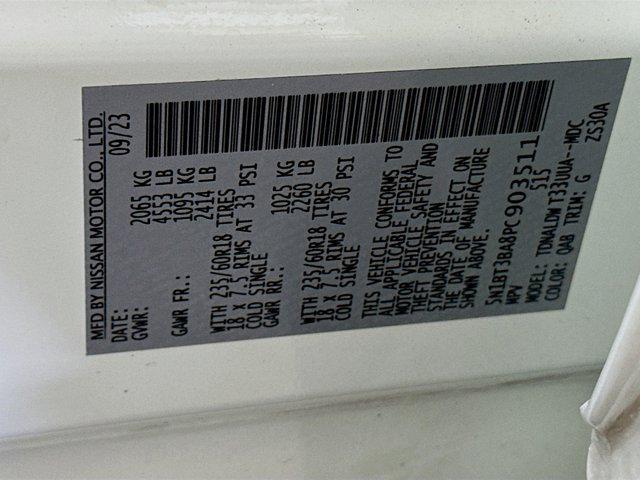 MFD BY NISSAN MOTOR CO., LTD.
DATE: 09/23
GVWR: 2065 KG
4553 LB
GAWR FR.: 1095 KG
2414 LB
WITH 235/60R18 TIRES
18 X 7.5 RIMS AT 33 PSI
COLD SINGLE
GAWR RR.: 1025 KG
2260 LB
WITH 235/60R18 TIRES
18 X 7.5 RIMS AT 30 PSI
COLD SINGLE
THIS VEHICLE CONFORMS TO
ALL APPLICABLE FEDERAL
MOTOR VEHICLE SAFETY AND
THEFT PREVENTION
STANDARDS IN EFFECT ON
THE DATE OF MANUFACTURE
SHOWN ABOVE.
5N1BT3BA8PC903511
MPV 515
MODEL: TDNALDW T33UUA--NDC
COLOR: QAB TRIM: G ZS30A